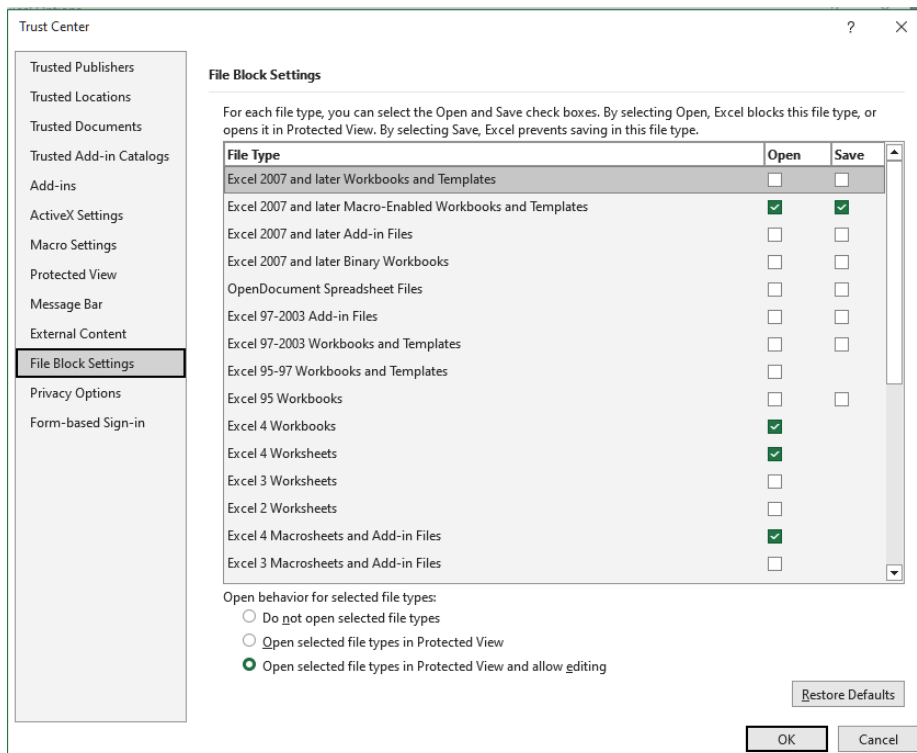 Trust Center
?
Trusted Publishers
Trusted Locations
Trusted Documents
Trusted Add-in Catalogs
Add-ins
ActiveX Settings
Macro Settings
Protected View
Message Bar
External Content
File Block Settings
Privacy Options
Form-based Sign-in
File Block Settings
For each file type, you can select the Open and Save check boxes. By selecting Open, Excel blocks this file type, or
opens it in Protected View. By selecting Save, Excel prevents saving in this file type.
File Type Open Save
Excel 2007 and later Workbooks and Templates
Excel 2007 and later Macro-Enabled Workbooks and Templates
Excel 2007 and later Add-in Files
Excel 2007 and later Binary Workbooks
OpenDocument Spreadsheet Files
Excel 97-2003 Add-in Files
Excel 97-2003 Workbooks and Templates
Excel 95-97 Workbooks and Templates
Excel 95 Workbooks
Excel 4 Workbooks
Excel 4 Worksheets
Excel 3 Worksheets
Excel 2 Worksheets
Excel 4 Macrosheets and Add-in Files
Excel 3 Macrosheets and Add-in Files
Open behavior for selected file types:
Do not open selected file types
Open selected file types in Protected View
Open selected file types in Protected View and allow editing
Restore Defaults
OK Cancel